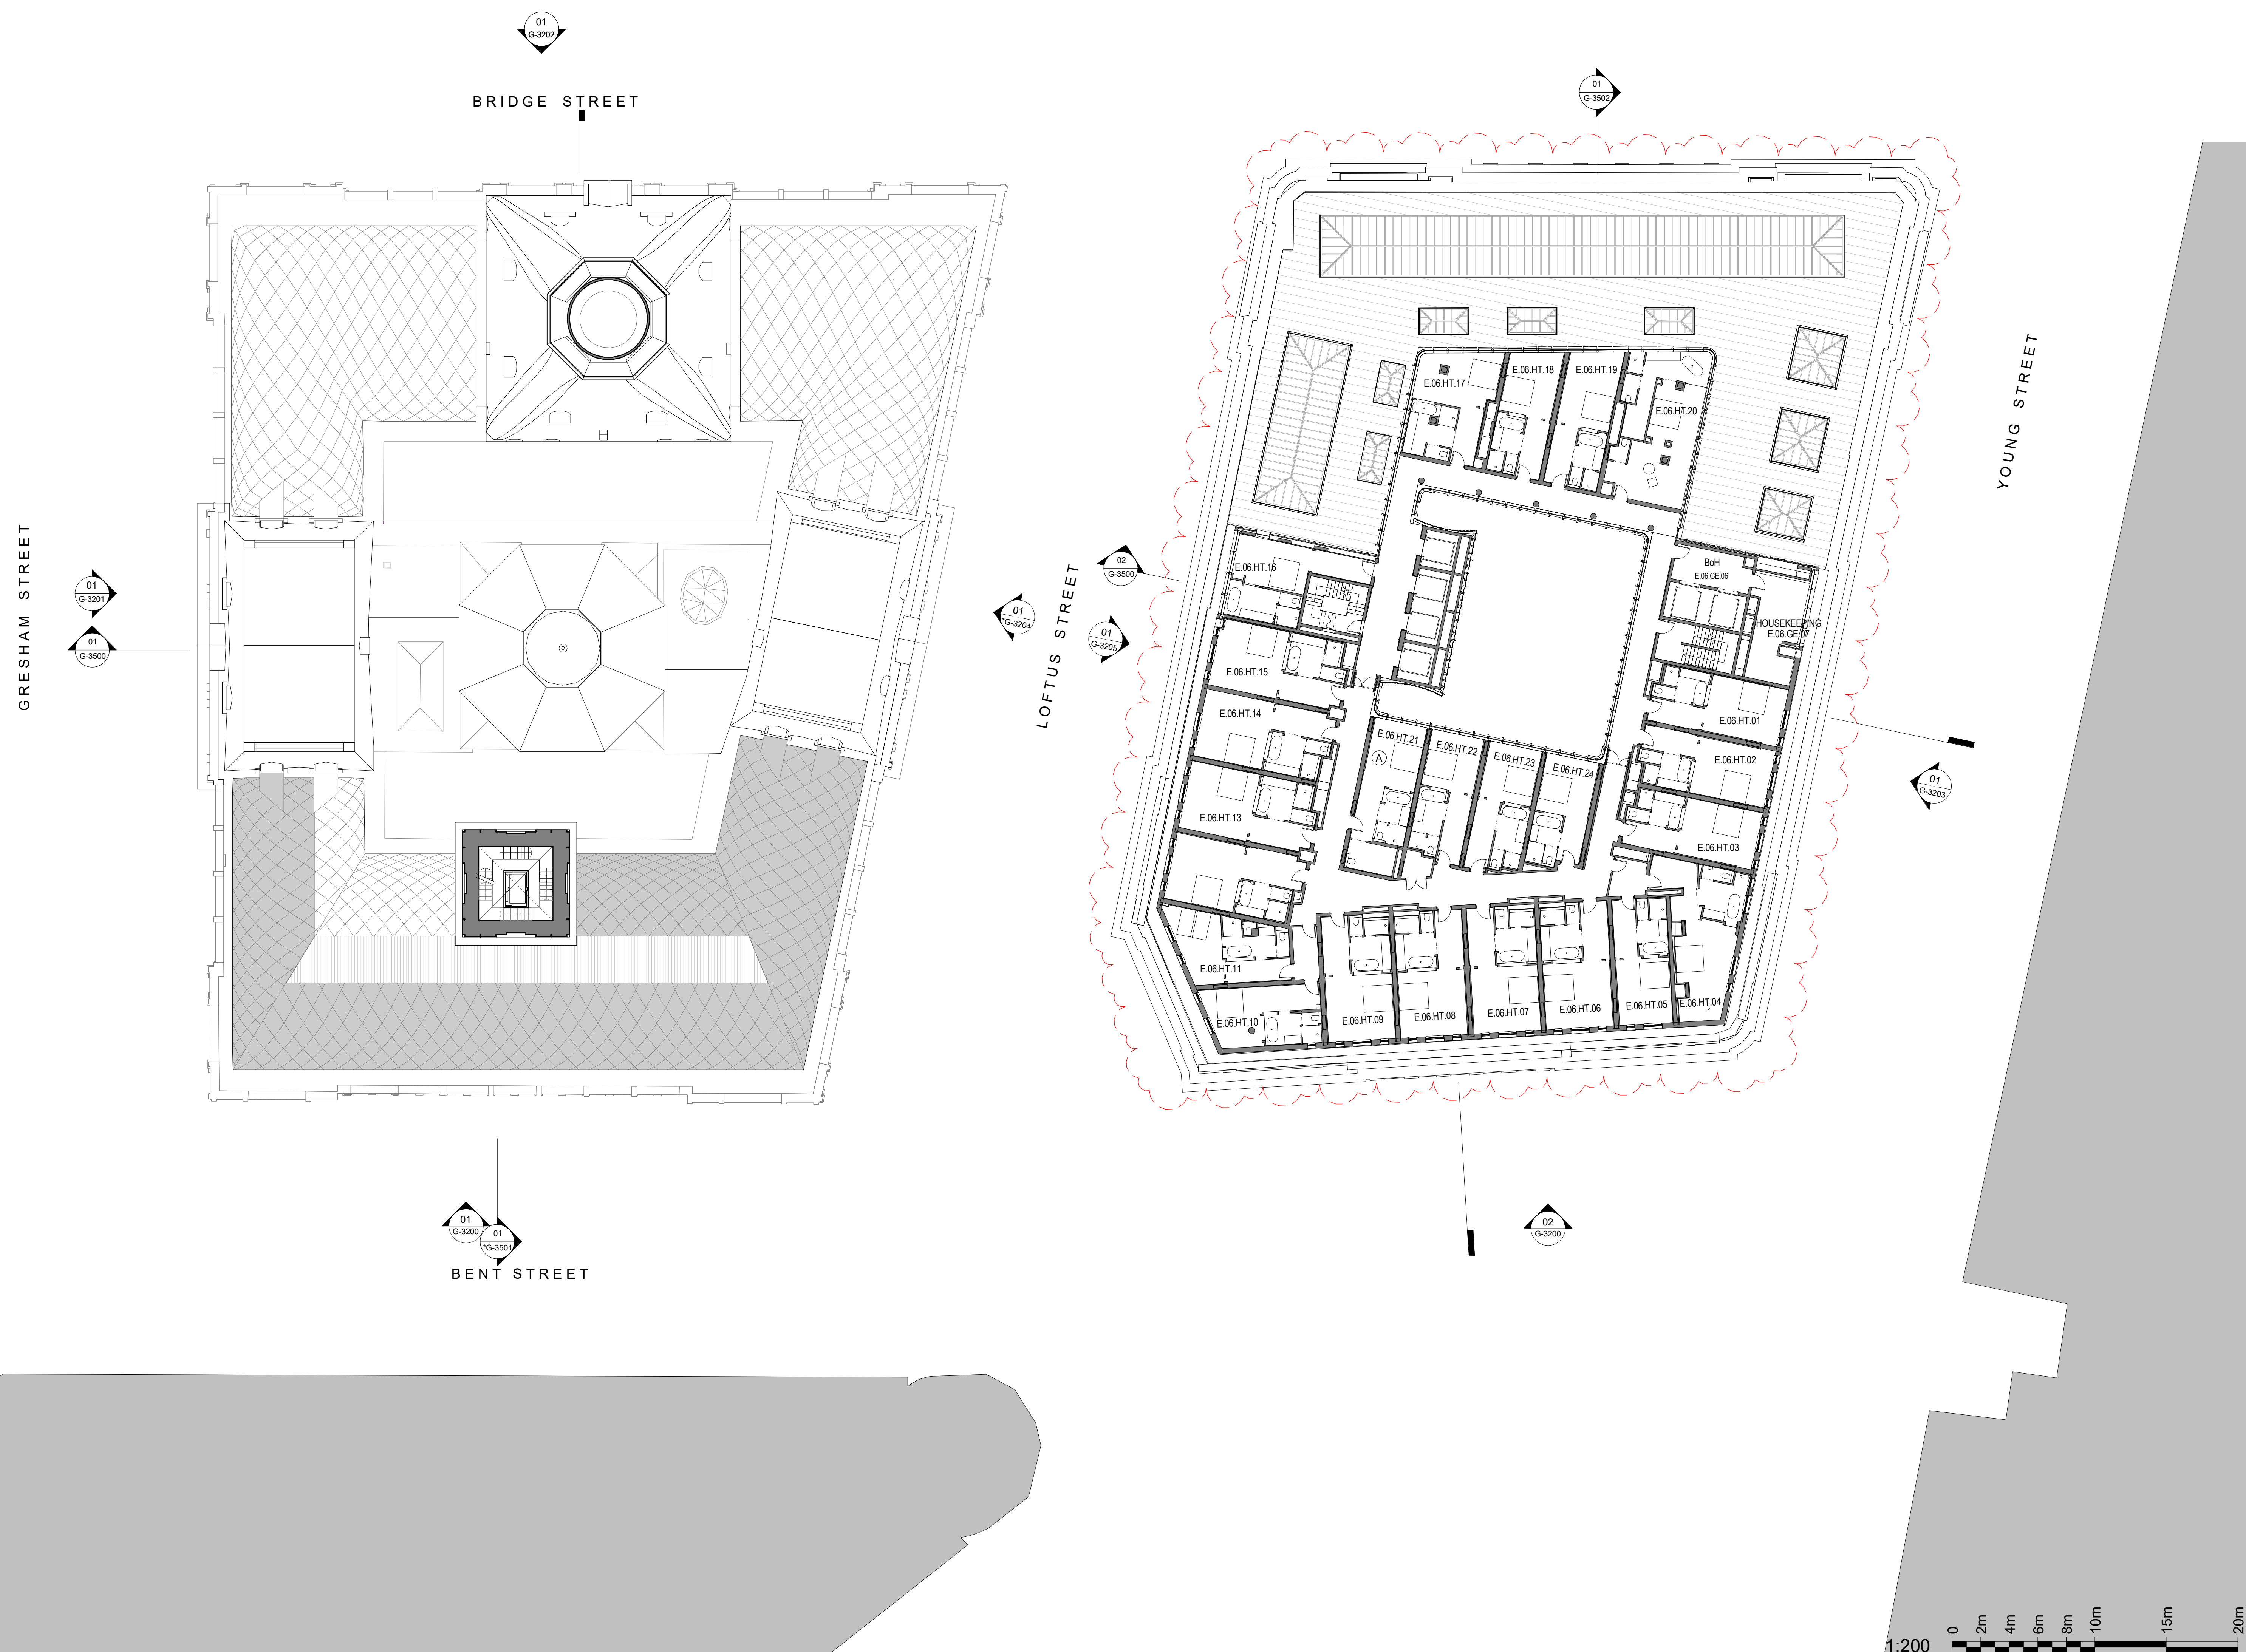 01
G-3202
BRIDGE STREET
01
G-3502
YOUNG STREET
GRESHAM STREET
LOFTUS STREET
01
G-3201
01
G-3500
01
*G-3204
02
G-3500
01
G-3205
01
G-3203
E.06.HT.17
E.06.HT.18
E.06.HT.19
E.06.HT.20
E.06.HT.16
BoH
E.06.GE.06
HOUSEKEEPING
E.06.GE.07
E.06.HT.15
E.06.HT.01
E.06.HT.14
E.06.HT.21
E.06.HT.22
E.06.HT.23
E.06.HT.24
A
E.06.HT.02
E.06.HT.13
E.06.HT.03
E.06.HT.11
E.06.HT.10
E.06.HT.09
E.06.HT.08
E.06.HT.07
E.06.HT.06
E.06.HT.05
E.06.HT.04
01
G-3200
01
*G-3501
BENT STREET
02
G-3200
1:200
0 2m 4m 6m 8m 10m 15m 20m